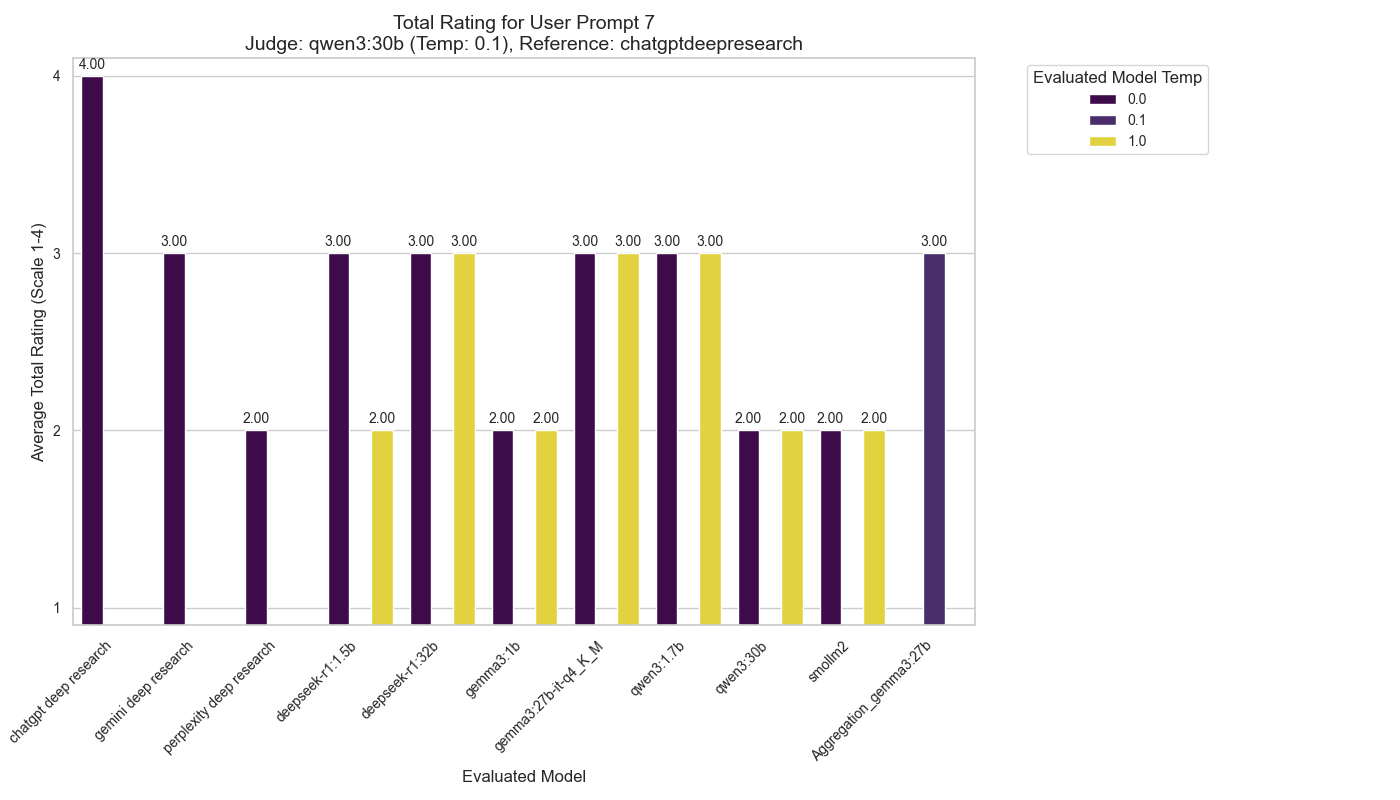 Total Rating for User Prompt 7
Judge: qwen3:30b (Temp: 0.1), Reference: chatgptdeepresearch
Evaluated Model Temp
0.0
0.1
1.0
Average Total Rating (Scale 1-4)
4
3
2
1
4.00
3.00
2.00
3.00
2.00
3.00
3.00
2.00
2.00
3.00
3.00
3.00
3.00
2.00
2.00
2.00
2.00
3.00
chatgpt deep research
gemini deep research
perplexity deep research
deepseek-r1:1.5b
deepseek-r1:32b
gemma3:1b
gemma3:27b-it-q4_K_M
qwen3:1.7b
qwen3:30b
smollm2
Aggregation_gemma3:27b
Evaluated Model